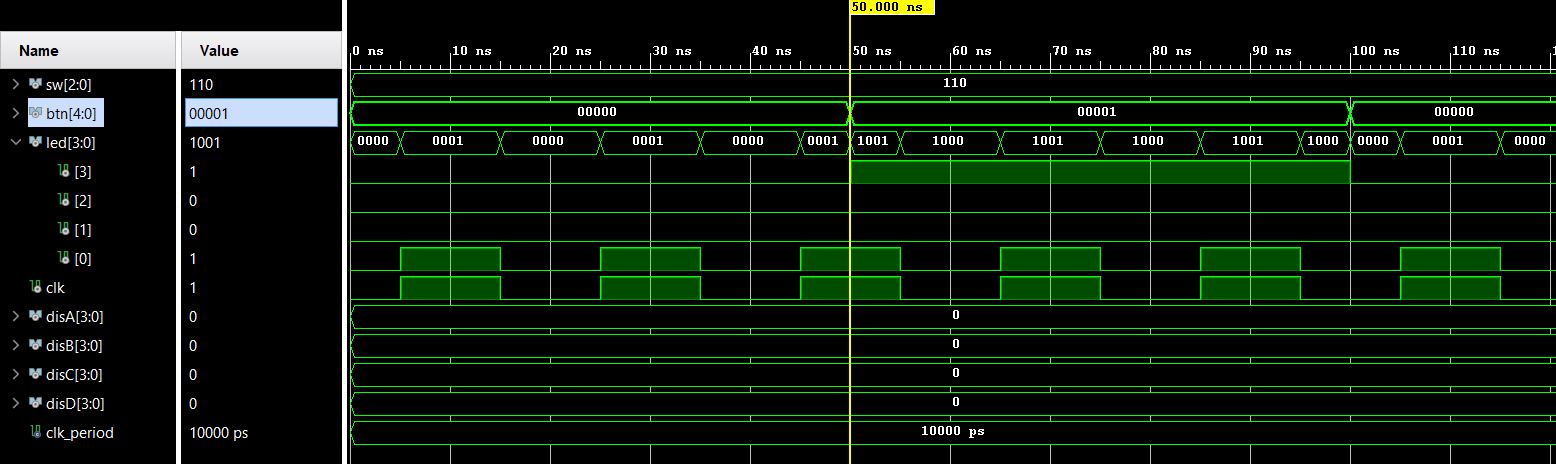 50.000 ns
Name Value
0 ns 10 ns 20 ns 30 ns 40 ns 50 ns 60 ns 70 ns 80 ns 90 ns 100 ns 110 ns
sw[2:0] 110 110
btn[4:0] 00001 00000 00001 00000
led[3:0] 1001 0000 0001 0000 0001 0000 0001 1001 1000 1001 1000 1001 1000 0000 0001 0000
[3] 1
[2] 0
[1] 0
[0] 1
clk 1
disA[3:0] 0 0
disB[3:0] 0 0
disC[3:0] 0 0
disD[3:0] 0 0
clk_period 10000 ps 10000 ps